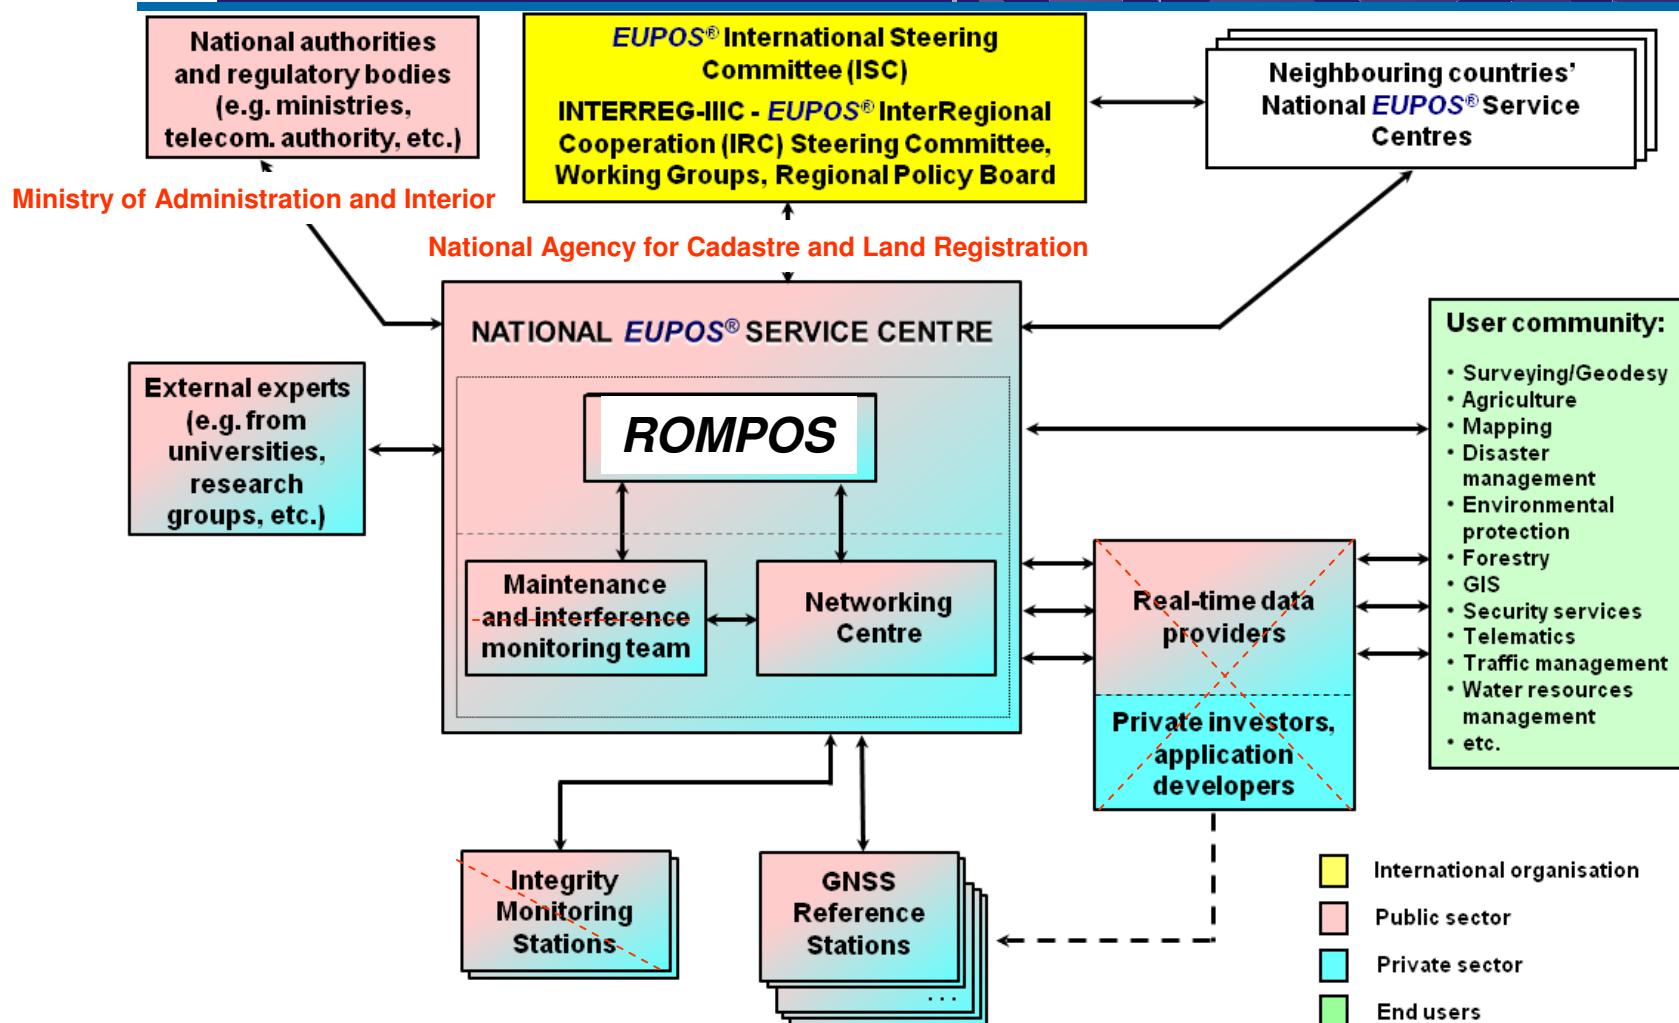 National authorities
and regulatory bodies
(e.g. ministries,
telecom. authority, etc.)
EUPOS® International Steering
Committee (ISC)
INTERREG-IIIC - EUPOS® InterRegional
Cooperation (IRC) Steering Committee,
Working Groups, Regional Policy Board
Neighbouring countries’
National EUPOS® Service
Centres
Ministry of Administration and Interior
National Agency for Cadastre and Land Registration
NATIONAL EUPOS® SERVICE CENTRE
ROMPOS
Maintenance
and interference
monitoring team
Networking
Centre
External experts
(e.g. from
universities,
research
groups, etc.)
User community:
• Surveying/Geodesy
• Agriculture
• Mapping
• Disaster
management
• Environmental
protection
• Forestry
• GIS
• Security services
• Telematics
• Traffic management
• Water resources
management
• etc.
Real-time data
providers
Private investors,
application
developers
Integrity
Monitoring
Stations
GNSS
Reference
Stations
...
International organisation
Public sector
Private sector
End users